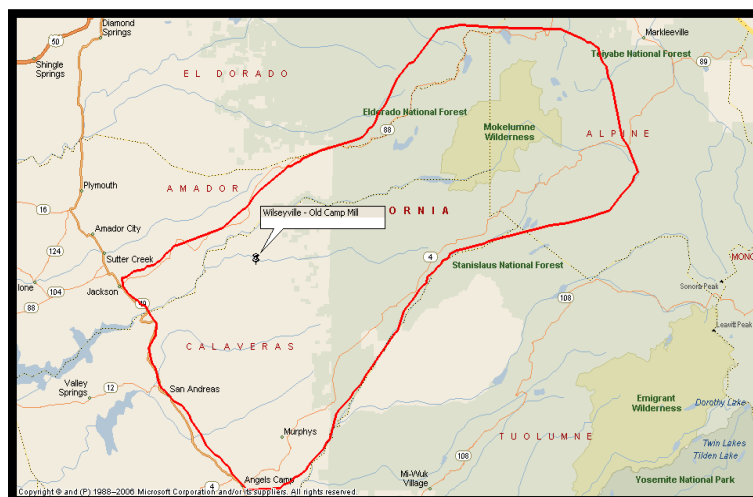 Diamond
Springs
50
Shingle
Springs
EL DORADO
Markleeville
Toiyabe National Forest
89
Eldorado National Forest
88
Mokelumne
Wilderness
ALPINE
Plymouth
AMADOR
16
Wilseyville - Old Camp Mill
ORNIA
Amador City
124
Sutter Creek
4
Stanislaus National Forest
MONO
Ione
104
Jackson
88
108
Sonora Peak
Leavitt Peak
CALAVERAS
Valley
Springs
12
San Andreas
Emigrant
Wilderness
Dorothy Lake
Murphys
TUOLUMNE
Twin Lakes
Tilden Lake
108
4
Angels Camp
Mi-Wuk
Village
Yosemite National Park
Copyright © and (P) 1988–2006 Microsoft Corporation and/or its suppliers. All rights reserved.